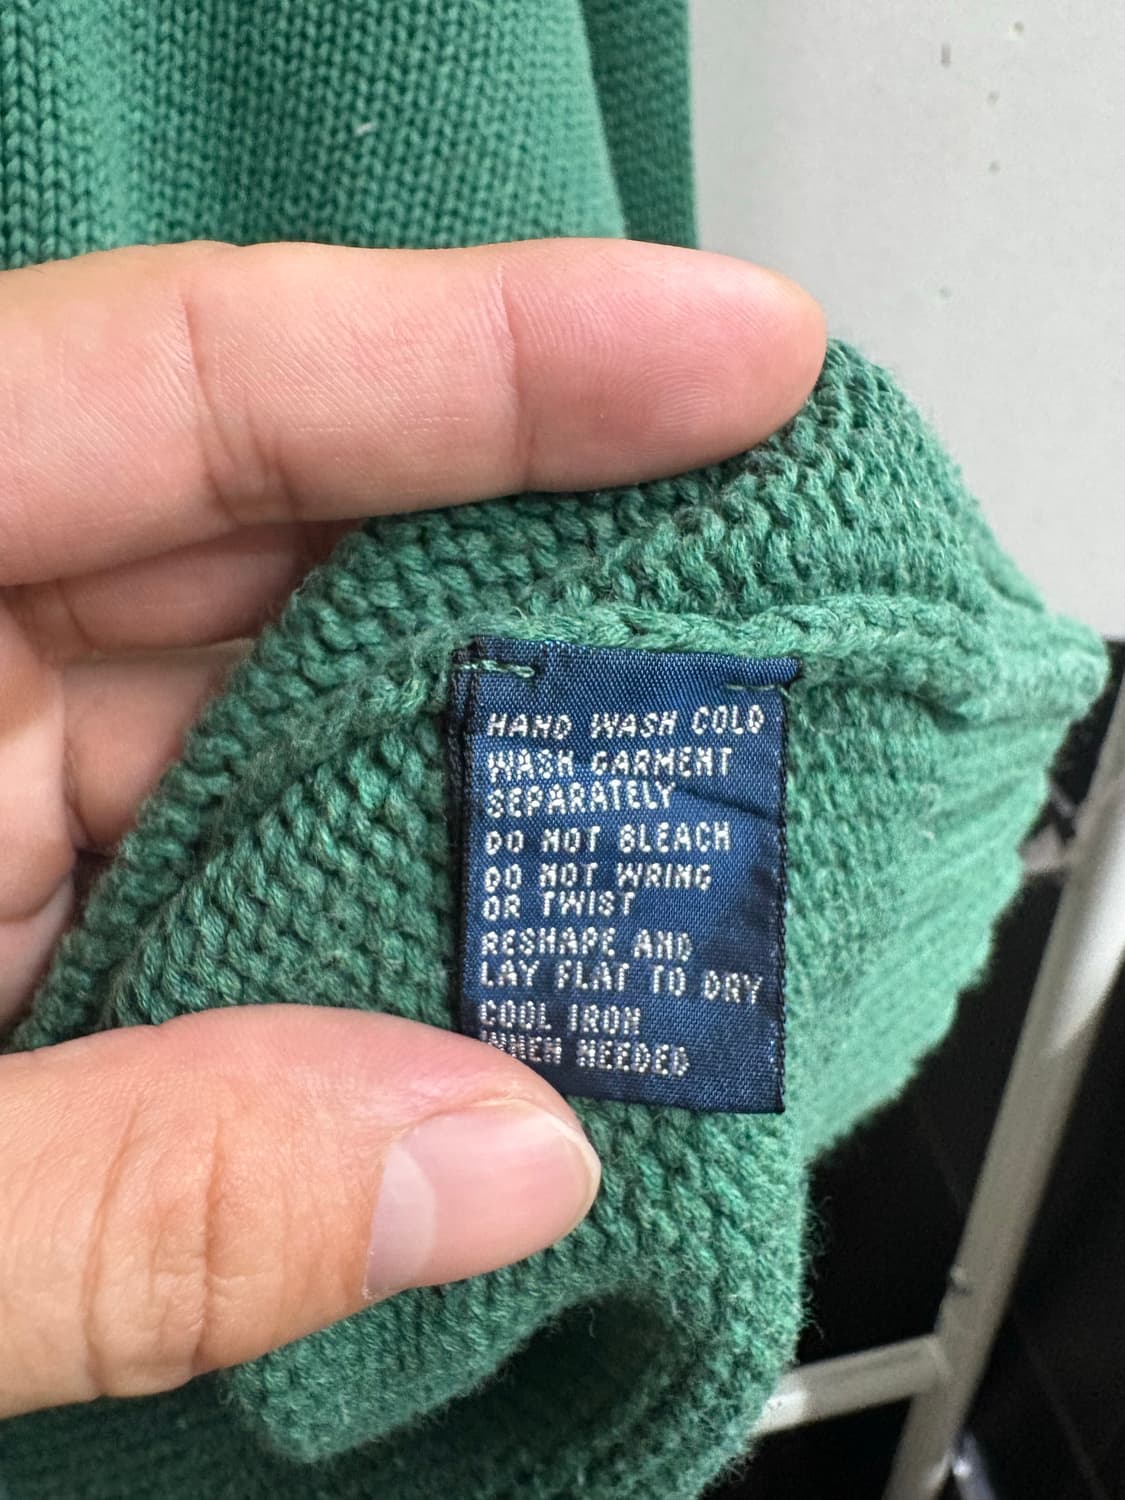 HAND WASH COLD
WASH GARMENT
SEPARATELY
DO NOT BLEACH
DO NOT WRING
OR TWIST
RESHAPE AND
LAY FLAT TO DRY
COOL IRON
WHEN NEEDED